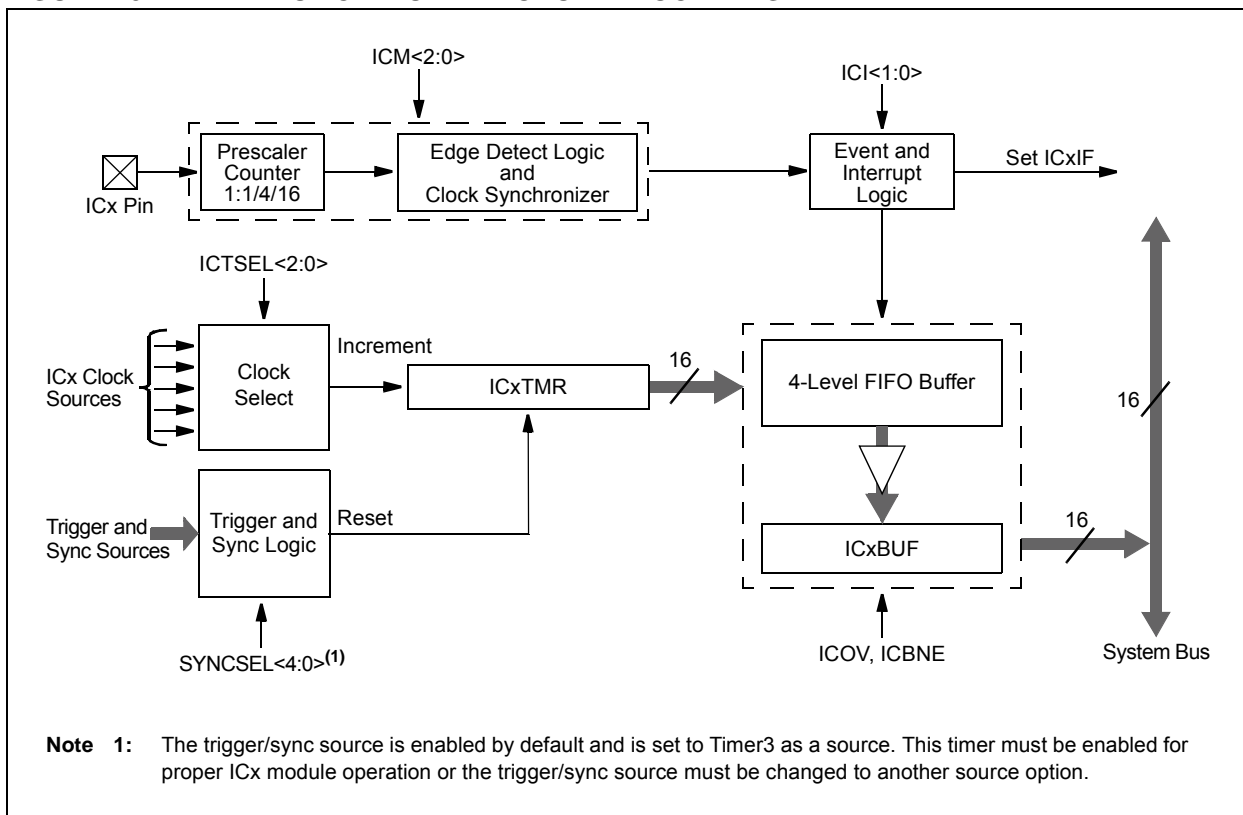 ICM<2:0>
ICI<1:0>
Prescaler
Counter
1:1/4/16
Edge Detect Logic
and
Clock Synchronizer
Event and
Interrupt
Logic
Set ICxIF
ICx Pin
ICTSEL<2:0>
ICx Clock
Sources
Clock
Select
Increment
ICxTMR
16
4-Level FIFO Buffer
16
Trigger and
Sync Sources
Trigger and
Sync Logic
Reset
ICxBUF
16
SYNCSEL<4:0>(1)
ICOV, ICBNE
System Bus
Note 1: The trigger/sync source is enabled by default and is set to Timer3 as a source. This timer must be enabled for
proper ICx module operation or the trigger/sync source must be changed to another source option.